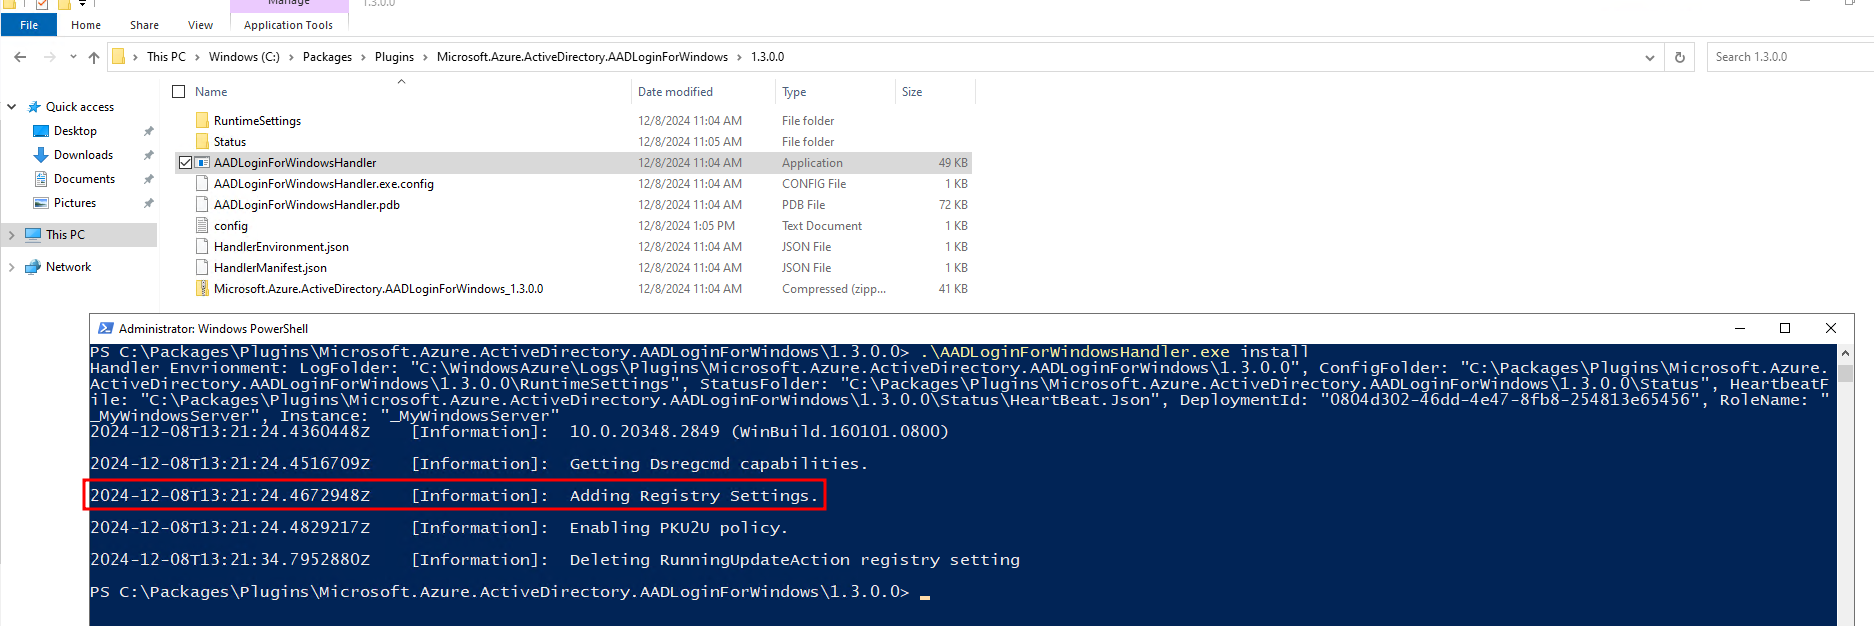 Manage
1.3.0.0
File
Home
Share
View
Application Tools
This PC
Windows (C:)
Packages
Plugins
Microsoft.Azure.ActiveDirectory.AADLoginForWindows
1.3.0.0
Search 1.3.0.0
Name
Date modified
Type
Size
Quick access
Desktop
Downloads
Documents
Pictures
This PC
Network
RuntimeSettings 12/8/2024 11:04 AM File folder
Status 12/8/2024 11:05 AM File folder
AADLoginForWindowsHandler 12/8/2024 11:04 AM Application 49 KB
AADLoginForWindowsHandler.exe.config 12/8/2024 11:04 AM CONFIG File 1 KB
AADLoginForWindowsHandler.pdb 12/8/2024 11:04 AM PDB File 72 KB
config 12/8/2024 1:05 PM Text Document 1 KB
HandlerEnvironment.json 12/8/2024 11:04 AM JSON File 1 KB
HandlerManifest.json 12/8/2024 11:04 AM JSON File 1 KB
Microsoft.Azure.ActiveDirectory.AADLoginForWindows_1.3.0.0 12/8/2024 11:04 AM Compressed (zipp... 41 KB
Administrator: Windows PowerShell
PS C:\Packages\Plugins\Microsoft.Azure.ActiveDirectory.AADLoginForWindows\1.3.0.0> .\AADLoginForWindowsHandler.exe install
Handler Envrionment: LogFolder: "C:\WindowsAzure\Logs\Plugins\Microsoft.Azure.ActiveDirectory.AADLoginForWindows\1.3.0.0", ConfigFolder: "C:\Packages\Plugins\Microsoft.Azure.
ActiveDirectory.AADLoginForWindows\1.3.0.0\RuntimeSettings", StatusFolder: "C:\Packages\Plugins\Microsoft.Azure.ActiveDirectory.AADLoginForWindows\1.3.0.0\Status", HeartbeatF
ile: "C:\Packages\Plugins\Microsoft.Azure.ActiveDirectory.AADLoginForWindows\1.3.0.0\Status\HeartBeat.Json", DeploymentId: "0804d302-46dd-4e47-8fb8-254813e65456", RoleName: "
_MyWindowsServer", Instance: "_MyWindowsServer"
2024-12-08T13:21:24.4360448Z [Information]: 10.0.20348.2849 (WinBuild.160101.0800)
2024-12-08T13:21:24.4516709Z [Information]: Getting Dsregcmd capabilities.
2024-12-08T13:21:24.4672948Z [Information]: Adding Registry Settings.
2024-12-08T13:21:24.4829217Z [Information]: Enabling PKU2U policy.
2024-12-08T13:21:34.7952880Z [Information]: Deleting RunningUpdateAction registry setting
PS C:\Packages\Plugins\Microsoft.Azure.ActiveDirectory.AADLoginForWindows\1.3.0.0>